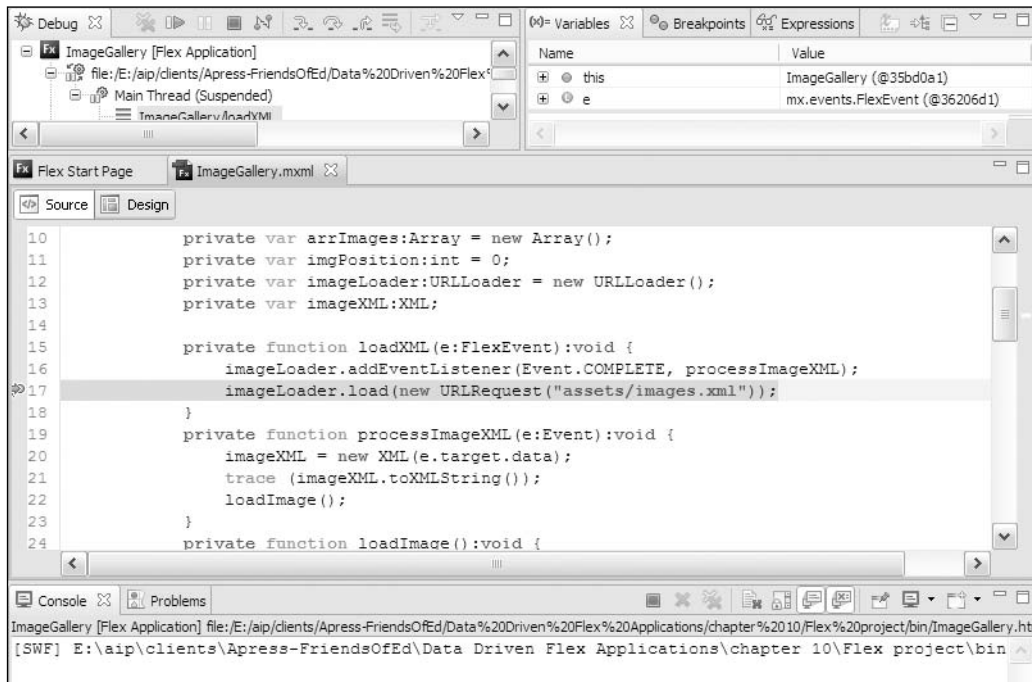 Debug
Fx ImageGallery [Flex Application]
file:/E:/aip/clients/Apress-FriendsOfEd/Data%20Driven%20Flex
Main Thread (Suspended)
ImageGallery/loadXML
(x)= Variables Breakpoints Expressions
Name Value
this ImageGallery (@35bd0a1)
e mx.events.FlexEvent (@36206d1)
Fx Flex Start Page ImageGallery.mxml
Source Design
10 private var arrImages:Array = new Array();
11 private var imgPosition:int = 0;
12 private var imageLoader:URLLoader = new URLLoader();
13 private var imageXML:XML;
14
15 private function loadXML(e:FlexEvent):void {
16 imageLoader.addEventListener(Event.COMPLETE, processImageXML);
17 imageLoader.load(new URLRequest("assets/images.xml"));
18 }
19 private function processImageXML(e:Event):void {
20 imageXML = new XML(e.target.data);
21 trace (imageXML.toXMLString());
22 loadImage();
23 }
24 private function loadImage():void {
Console Problems
ImageGallery [Flex Application] file:/E:/aip/clients/Apress-FriendsOfEd/Data%20Driven%20Flex%20Applications/chapter%2010/Flex%20project/bin/ImageGallery.ht
[SWF] E:\aip\clients\Apress-FriendsOfEd\Data Driven Flex Applications\chapter 10\Flex project\bin